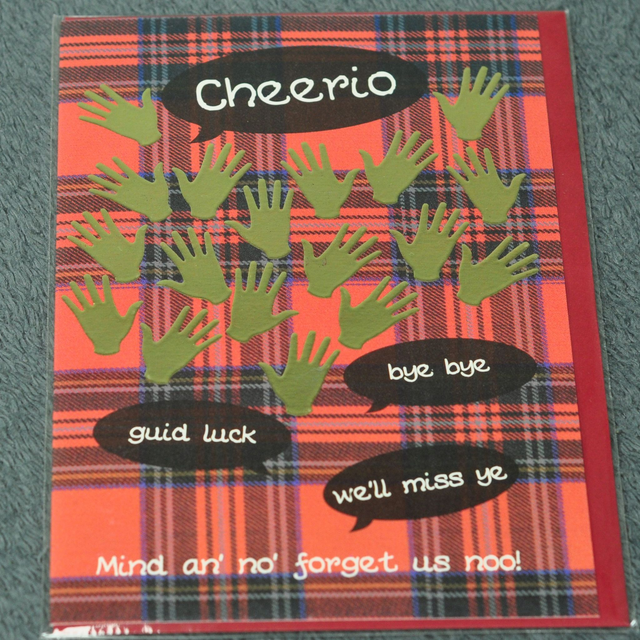 Cheerio
bye bye
guid luck
we'll miss ye
Mind an' no' forget us noo!